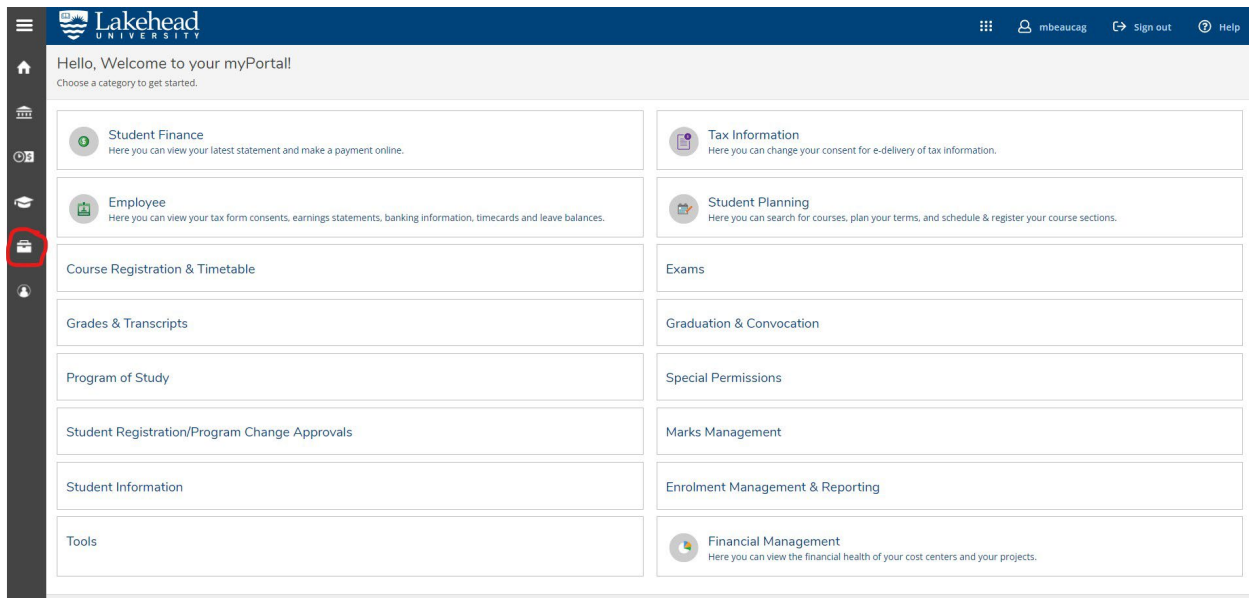 Lakehead
UNIVERSITY
mbeaucag
Sign out
Help
Hello, Welcome to your myPortal!
Choose a category to get started.
Student Finance
Here you can view your latest statement and make a payment online.
Tax Information
Here you can change your consent for e-delivery of tax information.
Employee
Here you can view your tax form consents, earnings statements, banking information, timecards and leave balances.
Student Planning
Here you can search for courses, plan your terms, and schedule & register your course sections.
Course Registration & Timetable
Exams
Grades & Transcripts
Graduation & Convocation
Program of Study
Special Permissions
Student Registration/Program Change Approvals
Marks Management
Student Information
Enrolment Management & Reporting
Tools
Financial Management
Here you can view the financial health of your cost centers and your projects.